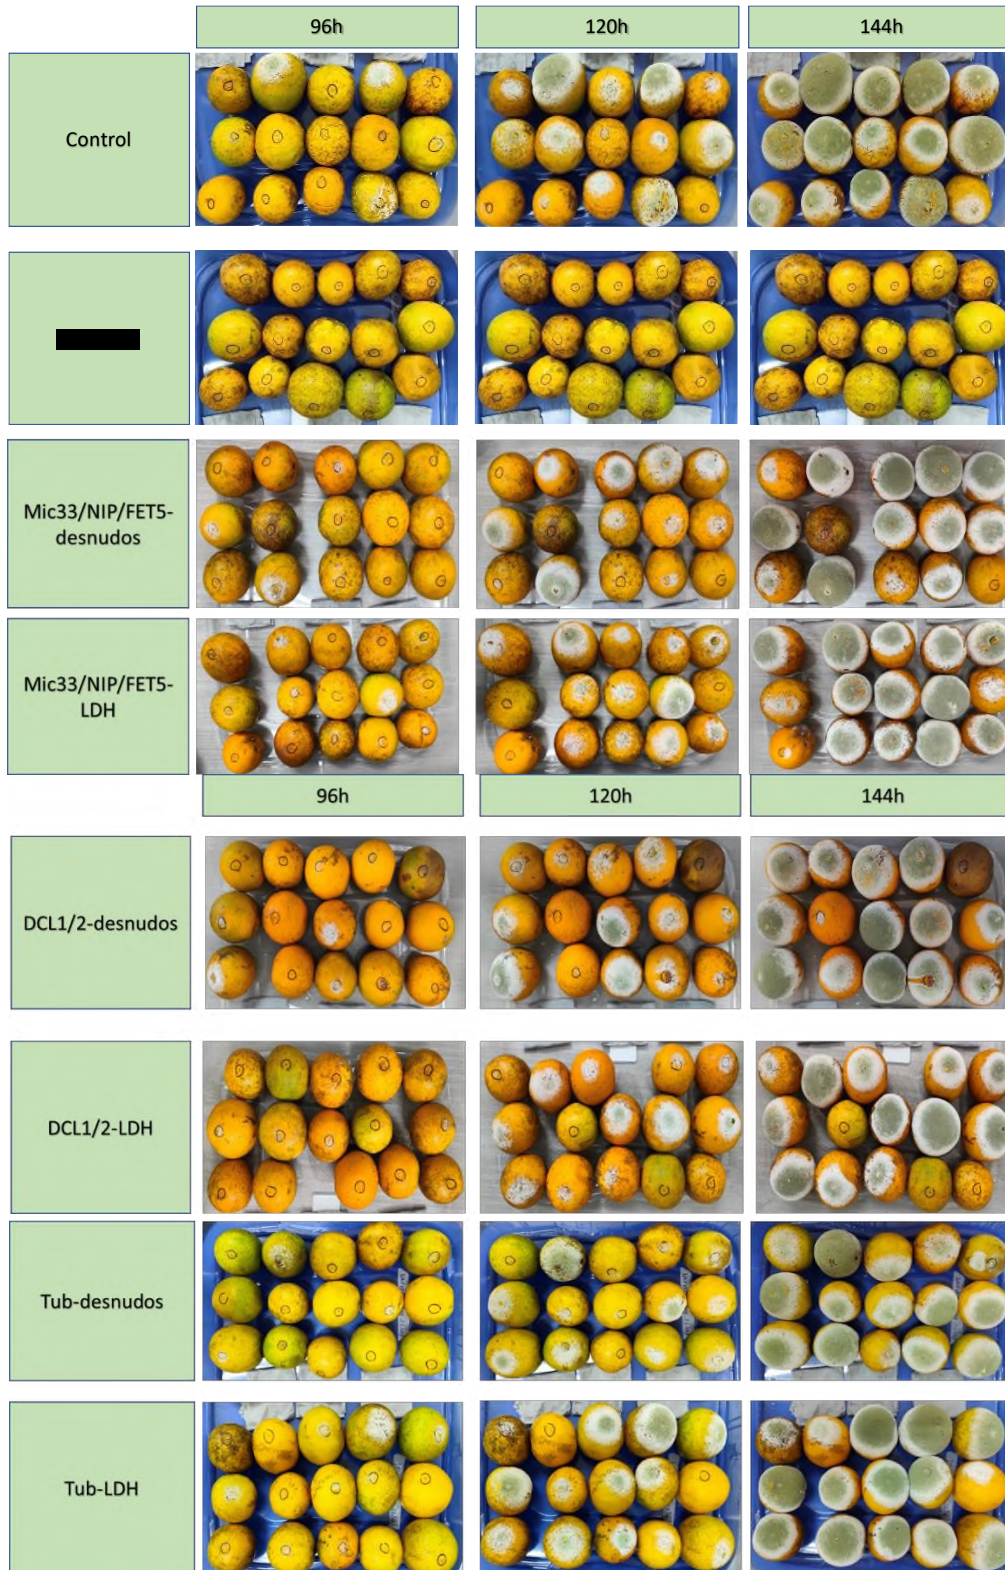 96h
120h
144h
Control
Mic33/NIP/FET5-
desnudos
Mic33/NIP/FET5-
LDH
96h
120h
144h
DCL1/2-desnudos
DCL1/2-LDH
Tub-desnudos
Tub-LDH